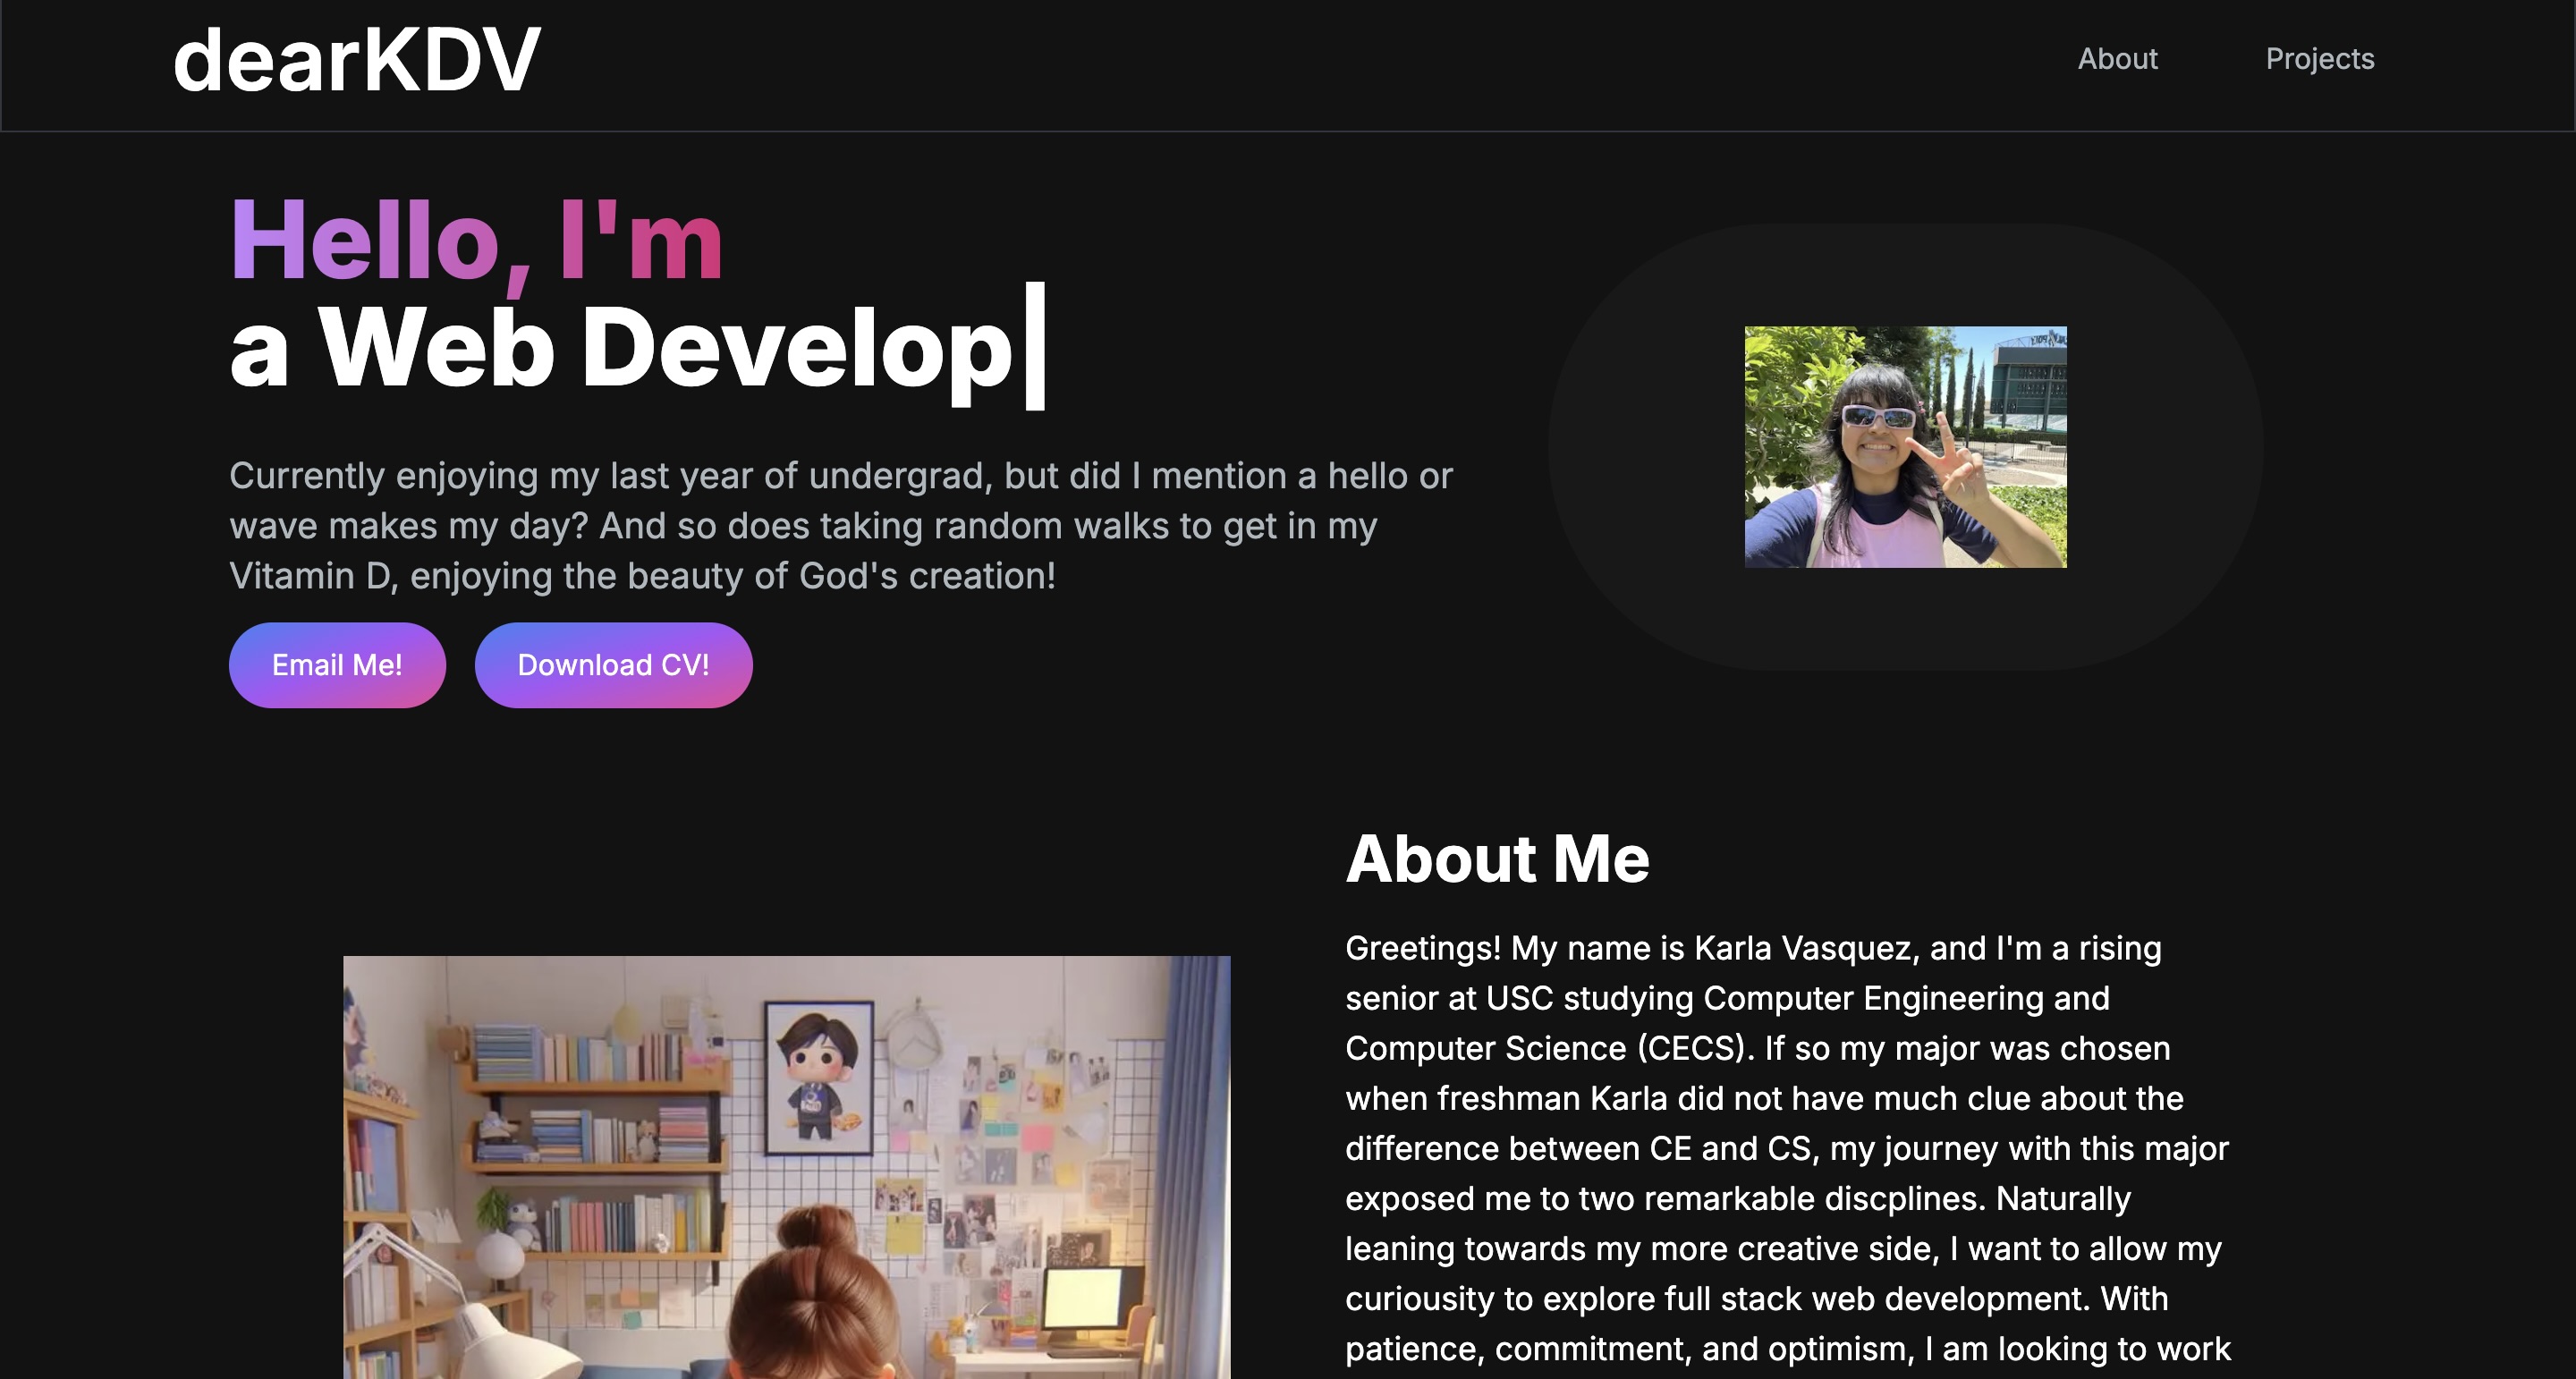 dearKDV
About
Projects
Hello, I'm
a Web Develop
Currently enjoying my last year of undergrad, but did I mention a hello or
wave makes my day? And so does taking random walks to get in my
Vitamin D, enjoying the beauty of God's creation!
Email Me!
Download CV!
About Me
Greetings! My name is Karla Vasquez, and I'm a rising
senior at USC studying Computer Engineering and
Computer Science (CECS). If so my major was chosen
when freshman Karla did not have much clue about the
difference between CE and CS, my journey with this major
exposed me to two remarkable discplines. Naturally
leaning towards my more creative side, I want to allow my
curiousity to explore full stack web development. With
patience, commitment, and optimism, I am looking to work